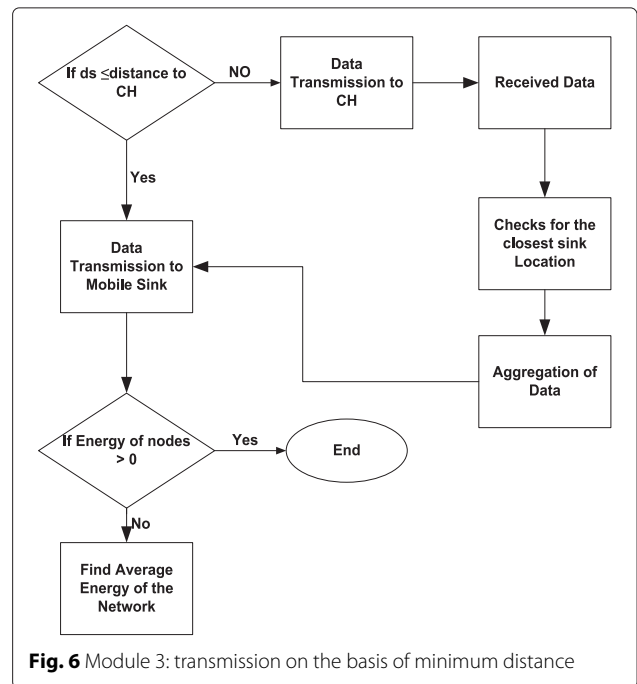 If ds ≤distance to
CH
NO
Data
Transmission to
CH
Received Data
Yes
Data
Transmission to
Mobile Sink
Checks for the
closest sink
Location
Aggregation of
Data
If Energy of nodes
> 0
Yes
End
No
Find Average
Energy of the
Network
Fig. 6 Module 3: transmission on the basis of minimum distance